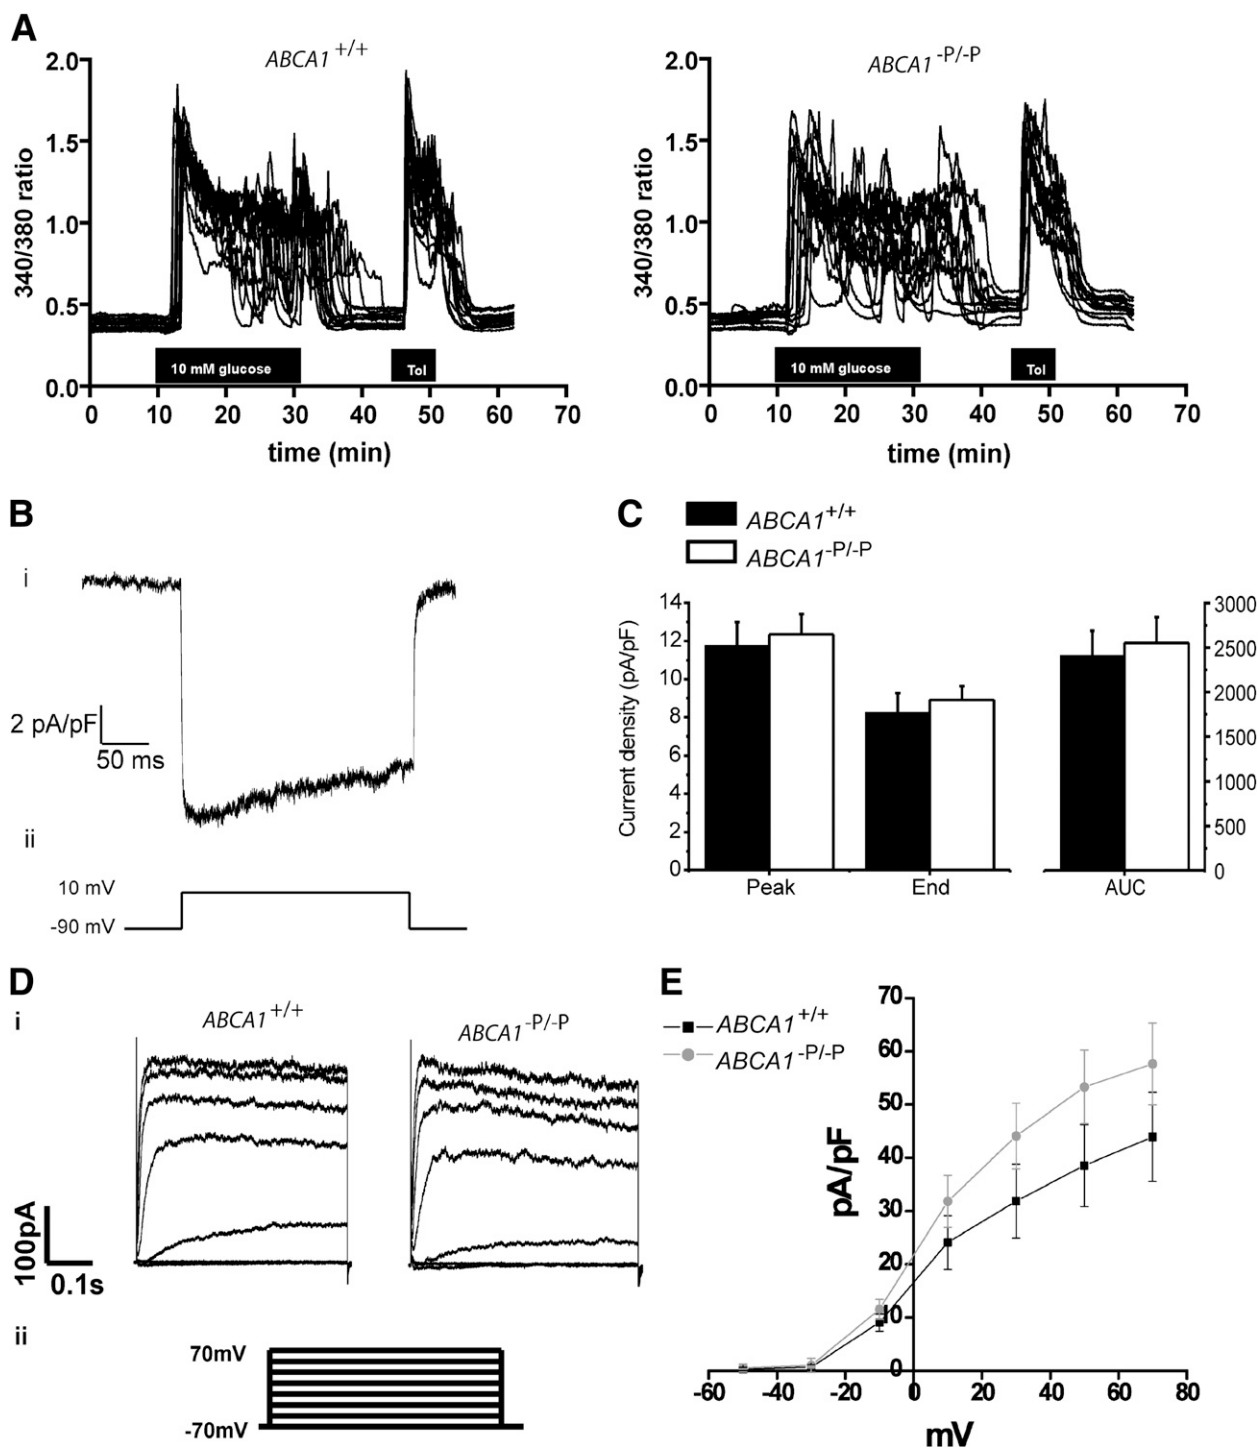 A
ABCA1 +/+
2.0
1.5
1.0
0.5
0.0
340/380 ratio
10 mM glucose
Tol
0 10 20 30 40 50 60 70
time (min)
ABCA1 -P/-P
2.0
1.5
1.0
0.5
0.0
340/380 ratio
10 mM glucose
Tol
0 10 20 30 40 50 60 70
time (min)
B
i
2 pA/pF
50 ms
ii
10 mV
-90 mV
C
ABCA1+/+
ABCA1-P/-P
14
12
10
8
6
4
2
0
Current density (pA/pF)
3000
2500
2000
1500
1000
500
0
Peak End AUC
D
i
ABCA1 +/+
ABCA1 -P/-P
100pA
0.1s
ii
70mV
-70mV
E
ABCA1+/+
ABCA1-P/-P
70
60
50
40
30
20
10
0
pA/pF
-60 -40 -20 0 20 40 60 80
mV